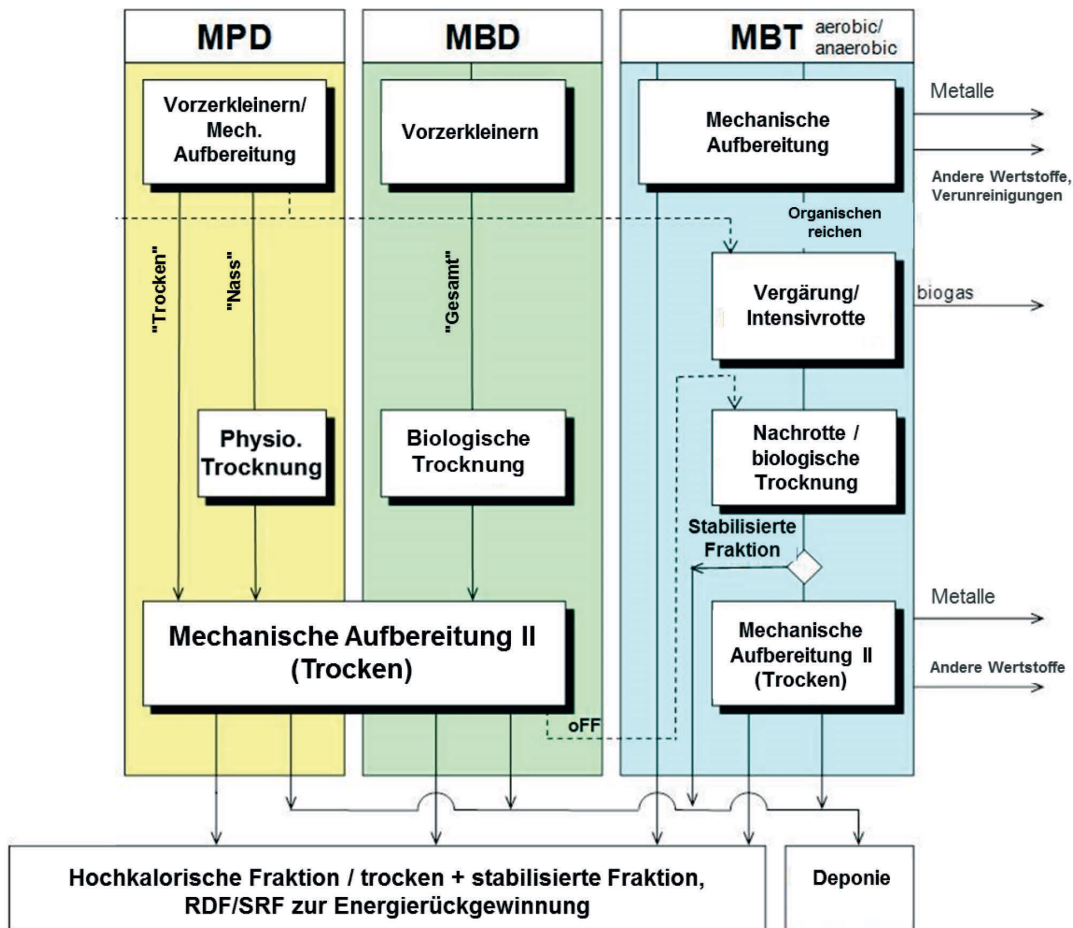 MPD
MBD
MBT aerobic/
anaerobic
Vorzerkleinern/
Mech.
Aufbereitung
Vorzerkleinern
Mechanische
Aufbereitung
Metalle
Andere Wertstoffe,
Verunreinigungen
Organischen
reichen
"Trocken"
"Nass"
"Gesamt"
Vergärung/
Intensivrotte
biogas
Physio.
Trocknung
Biologische
Trocknung
Nachrotte /
biologische
Trocknung
Stabilisierte
Fraktion
Mechanische Aufbereitung II
(Trocken)
Mechanische
Aufbereitung II
(Trocken)
Metalle
Andere Wertstoffe
oFF
Hochkalorische Fraktion / trocken + stabilisierte Fraktion,
RDF/SRF zur Energierückgewinnung
Deponie